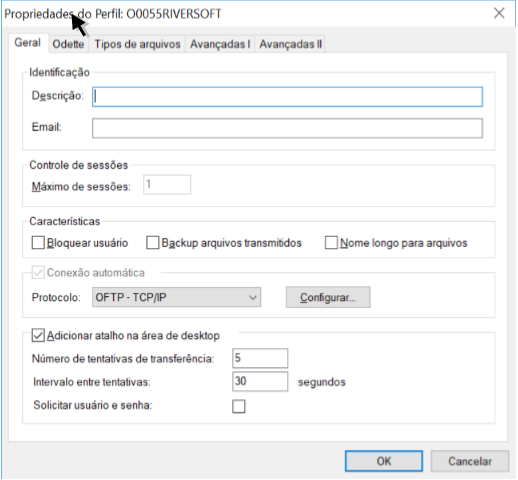 Propriedades do Perfil: O0055RIVERSOFT
Geral Odette Tipos de arquivos Avançadas I Avançadas II
Identificação
Descrição:
Email:
Controle de sessões
Máximo de sessões: 1
Características
Bloquear usuário Backup arquivos transmitidos Nome longo para arquivos
Conexão automática
Protocolo: OFTP - TCP/IP Configurar...
Adicionar atalho na área de desktop
Número de tentativas de transferência: 5
Intervalo entre tentativas: 30 segundos
Solicitar usuário e senha:
OK Cancelar